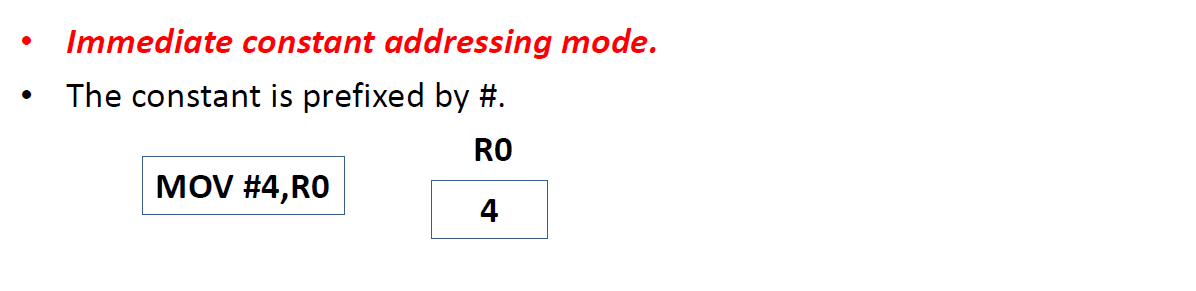 • Immediate constant addressing mode.
• The constant is prefixed by #.
R0
MOV #4,R0
4